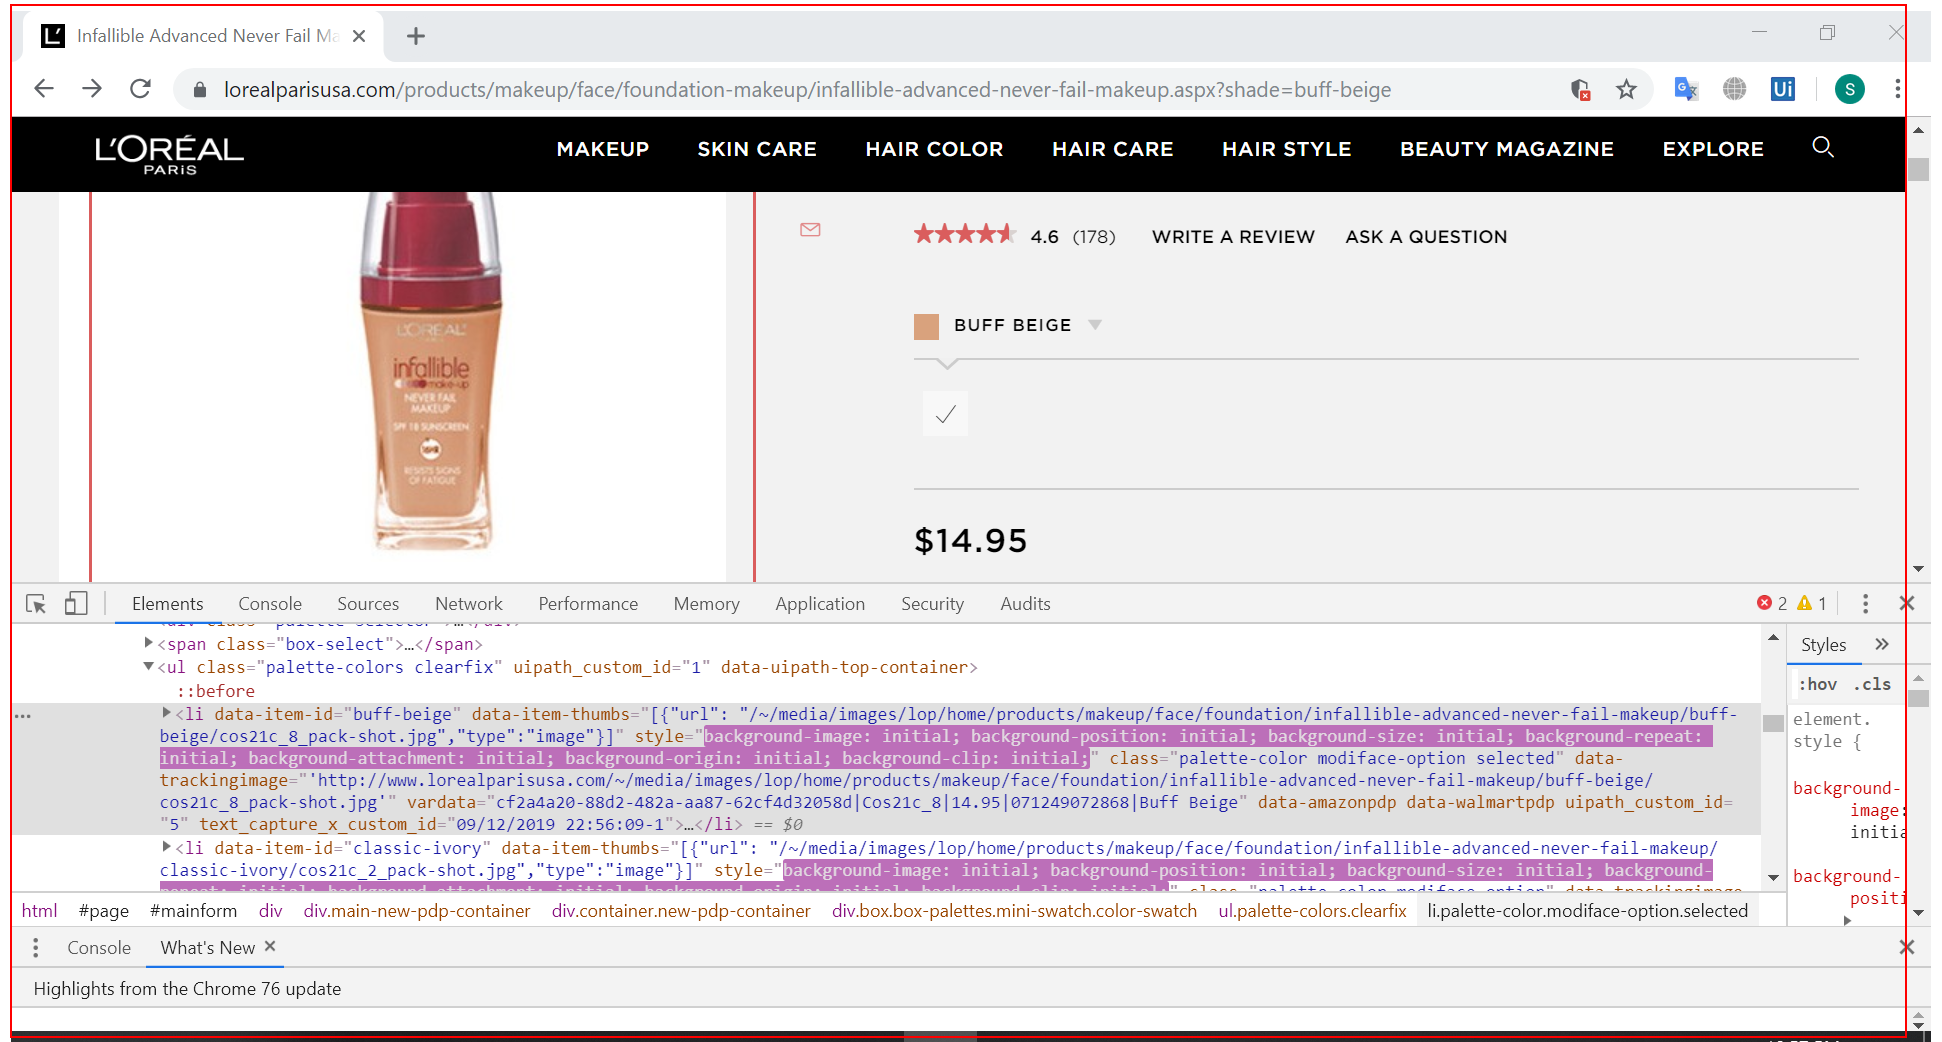 L’ Infallible Advanced Never Fail Ma
lorealparisusa.com/products/makeup/face/foundation-makeup/infallible-advanced-never-fail-makeup.aspx?shade=buff-beige
Ui
S
L'ORÉAL
PARiS
MAKEUP SKIN CARE HAIR COLOR HAIR CARE HAIR STYLE BEAUTY MAGAZINE EXPLORE
4.6 (178) WRITE A REVIEW ASK A QUESTION
BUFF BEIGE
L'ORÉAL
infallible
make-up
NEVER FAIL
MAKEUP
SPF 18 SUNSCREEN
RESISTS SIGNS
OF FATIGUE
$14.95
Elements Console Sources Network Performance Memory Application Security Audits 2 1
<span class="box-select">…</span>
<ul class="palette-colors clearfix" uipath_custom_id="1" data-uipath-top-container>
::before
<li data-item-id="buff-beige" data-item-thumbs="[{"url": "/~/media/images/lop/home/products/makeup/face/foundation/infallible-advanced-never-fail-makeup/buff-
beige/cos21c_8_pack-shot.jpg","type":"image"}]" style="background-image: initial; background-position: initial; background-size: initial; background-repeat:
initial; background-attachment: initial; background-origin: initial; background-clip: initial;" class="palette-color modiface-option selected" data-
trackingimage="'http://www.lorealparisusa.com/~/media/images/lop/home/products/makeup/face/foundation/infallible-advanced-never-fail-makeup/buff-beige/
cos21c_8_pack-shot.jpg'" vardata="cf2a4a20-88d2-482a-aa87-62cf4d32058d|Cos21c_8|14.95|071249072868|Buff Beige" data-amazonpdp data-walmartpdp uipath_custom_id=
"5" text_capture_x_custom_id="09/12/2019 22:56:09-1">…</li> == $0
<li data-item-id="classic-ivory" data-item-thumbs="[{"url": "/~/media/images/lop/home/products/makeup/face/foundation/infallible-advanced-never-fail-makeup/
classic-ivory/cos21c_2_pack-shot.jpg","type":"image"}]" style="background-image: initial; background-position: initial; background-size: initial; background-
Styles
:hov .cls
element.
style {
background-
image:
initia
background-
positi
html #page #mainform div div.main-new-pdp-container div.container.new-pdp-container div.box.box-palettes.mini-swatch.color-swatch ul.palette-colors.clearfix li.palette-color.modiface-option.selected
Console What's New
Highlights from the Chrome 76 update